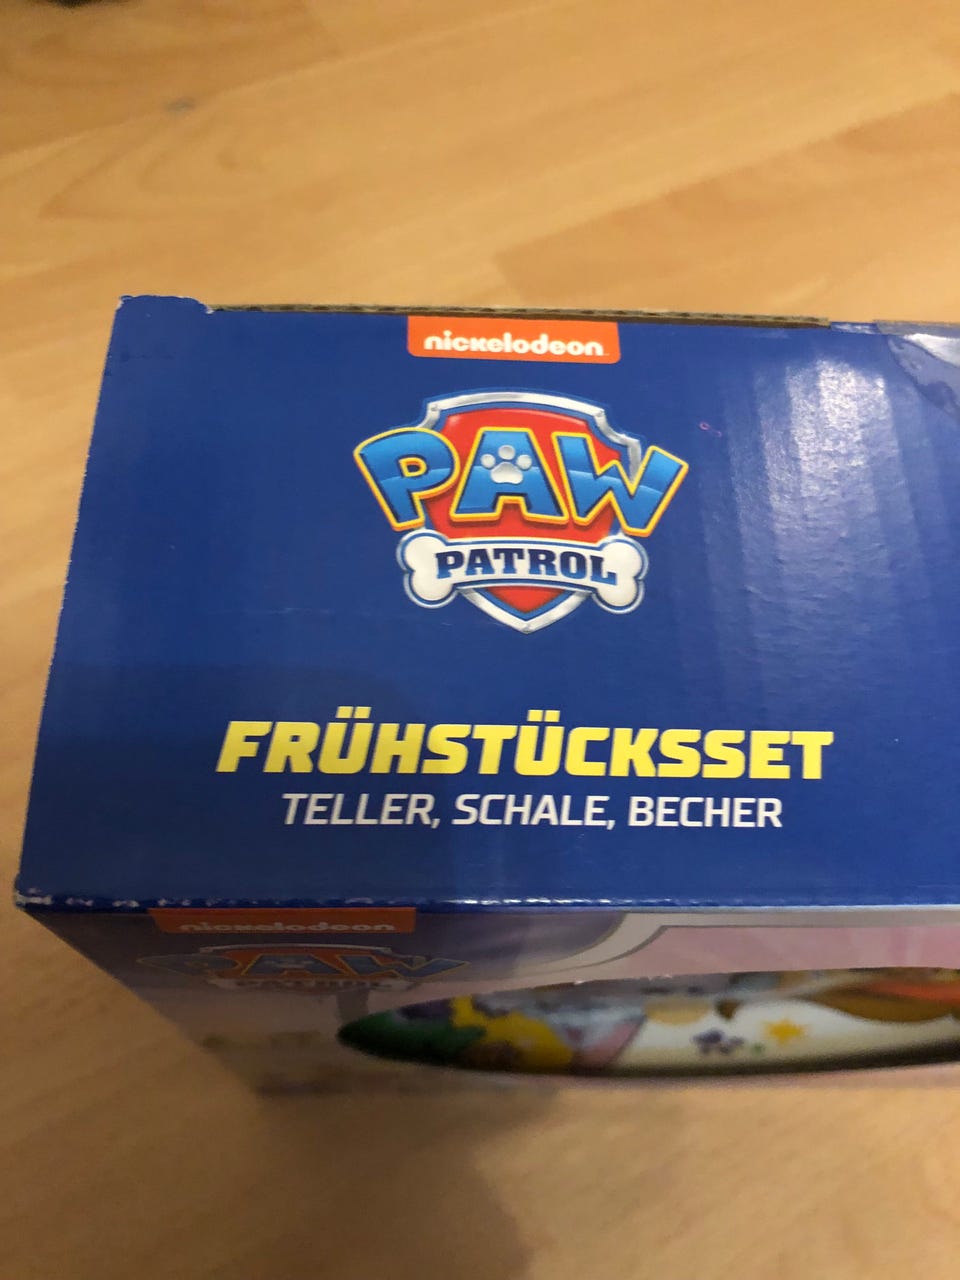 nickelodeon
PAW
PATROL
FRÜHSTÜCKSSET
TELLER, SCHALE, BECHER
nickelodeon
PAW